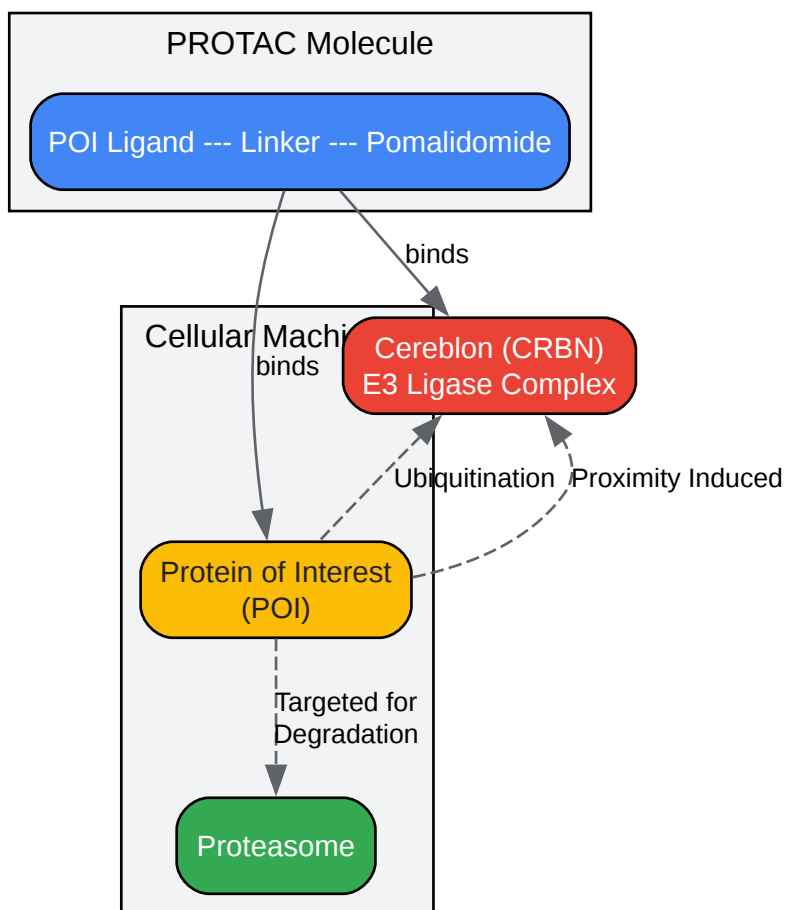 PROTAC Molecule
POI Ligand --- Linker --- Pomalidomide
binds
Cellular Machi
Cereblon (CRBN)
E3 Ligase Complex
binds
Ubiquitination
Proximity Induced
Protein of Interest
(POI)
Targeted for
Degradation
Proteasome